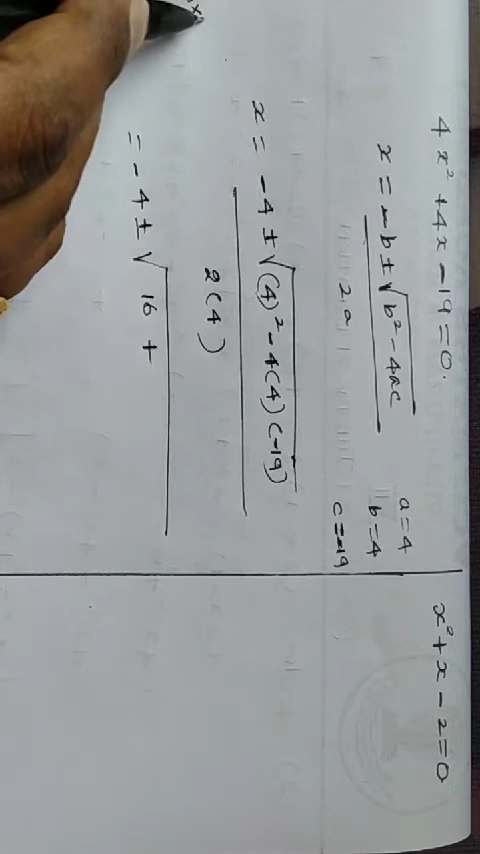 4x² + 4x - 19 = 0.
x = -b ± √b² - 4ac
2a
a = 4
b = 4
c = -19
x = -4 ± √(4)² - 4(4)(-19)
2(4)
= -4 ± √16 +
x² + x - 2 = 0